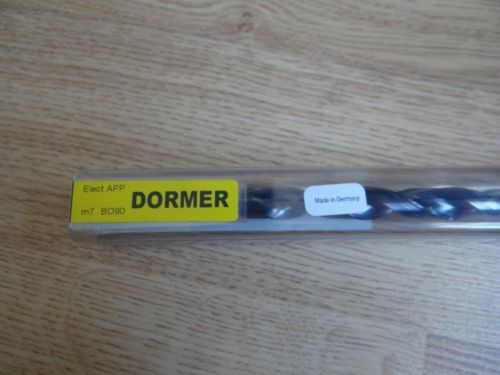 Elect APP
m7 BO90
DORMER
Made in Germany